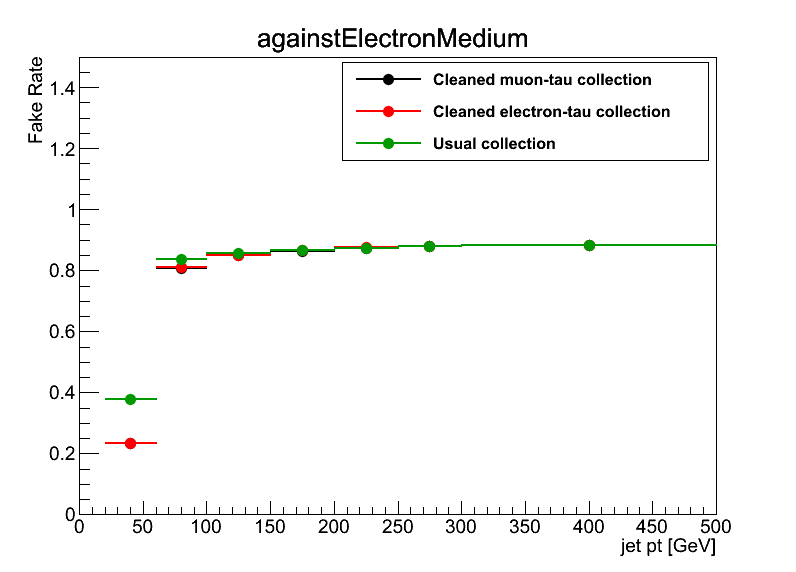 againstElectronMedium
Fake Rate
Cleaned muon-tau collection
Cleaned electron-tau collection
Usual collection
1.4
1.2
1
0.8
0.6
0.4
0.2
0
0 50 100 150 200 250 300 350 400 450 500
jet pt [GeV]